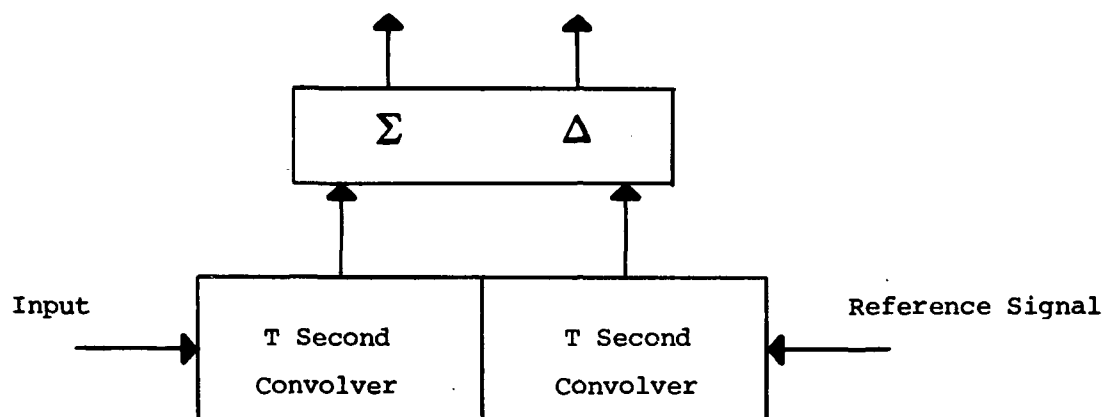 Σ Δ
Input
Reference Signal
T Second
Convolver
T Second
Convolver